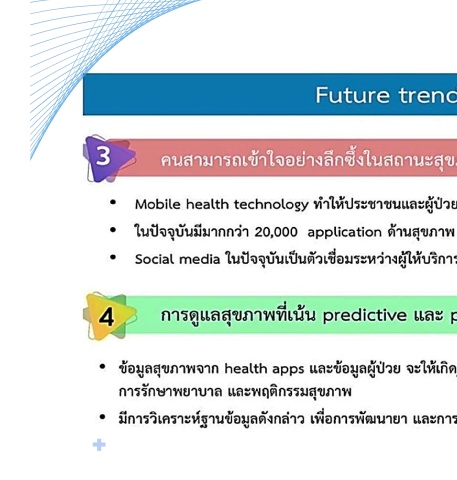 Future trend
3
คนสามารถเข้าใจอย่างลึกซึ้งในสถานะสุข
Mobile health technology ทำให้ประชาชนและผู้ป่วย
ในปัจจุบันมีมากกว่า 20,000 application ด้านสุขภาพ
Social media ในปัจจุบันเป็นตัวเชื่อมระหว่างผู้ให้บริการ
4
การดูแลสุขภาพที่เน้น predictive และ p
ข้อมูลสุขภาพจาก health apps และข้อมูลผู้ป่วย จะให้เกิด
การรักษาพยาบาล และพฤติกรรมสุขภาพ
มีการวิเคราะห์ฐานข้อมูลดังกล่าว เพื่อการพัฒนายา และการ